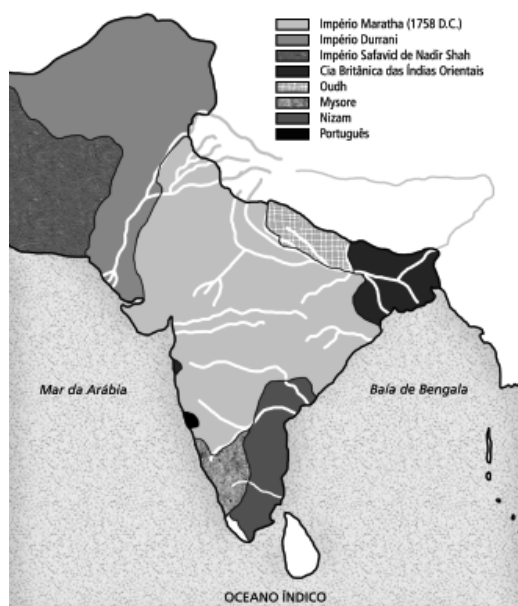 Império Maratha (1758 D.C.)
Império Durrani
Império Safavid de Nadir Shah
Cia Britânica das Índias Orientais
Oudh
Mysore
Nizam
Português
Mar da Arábia
Baía de Bengala
OCEANO ÍNDICO